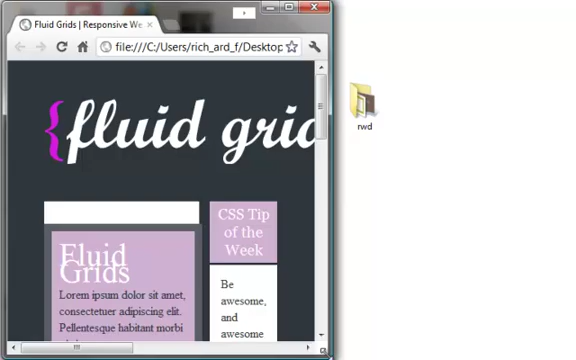 Fluid Grids | Responsive We
file:///C:/Users/rich_ard_f/Desktop
{fluid grid
rwd
CSS Tip
of the
Week
Fluid
Grids
Lorem ipsum dolor sit amet,
consectetuer adipiscing elit.
Pellentesque habitant morbi
Be
awesome,
and
awesome